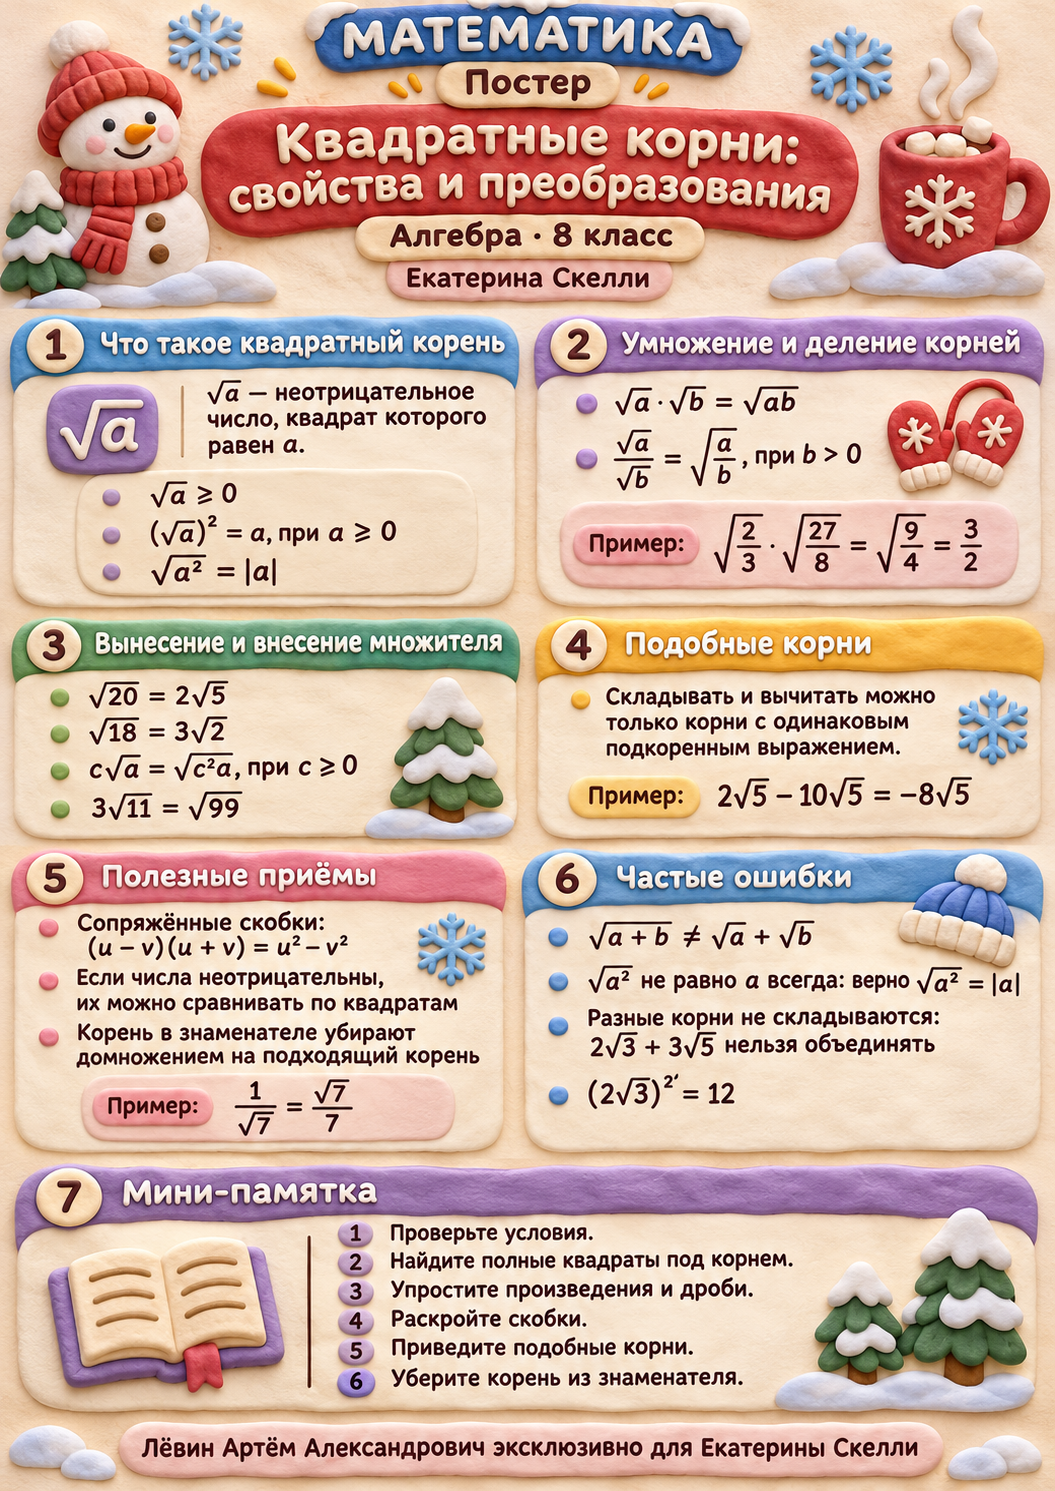 МАТЕМАТИКА
Постер
Квадратные корни:
свойства и преобразования
Алгебра · 8 класс
Екатерина Скелли
1 Что такое квадратный корень
√a
√a — неотрицательное
число, квадрат которого
равен a.
√a ⩾ 0
(√a)² = a, при a ⩾ 0
√a² = |a|
2 Умножение и деление корней
√a · √b = √ab
√a/√b = √(a/b), при b > 0
Пример: √(2/3) · √(27/8) = √(9/4) = 3/2
3 Вынесение и внесение множителя
√20 = 2√5
√18 = 3√2
c√a = √c²a, при c ⩾ 0
3√11 = √99
4 Подобные корни
Складывать и вычитать можно
только корни с одинаковым
подкоренным выражением.
Пример: 2√5 − 10√5 = −8√5
5 Полезные приёмы
Сопряжённые скобки:
(u − v)(u + v) = u² − v²
Если числа неотрицательны,
их можно сравнивать по квадратам
Корень в знаменателе убирают
домножением на подходящий корень
Пример: 1/√7 = √7/7
6 Частые ошибки
√(a + b) ≠ √a + √b
√a² не равно a всегда: верно √a² = |a|
Разные корни не складываются:
2√3 + 3√5 нельзя объединять
(2√3)²′ = 12
7 Мини-памятка
1 Проверьте условия.
2 Найдите полные квадраты под корнем.
3 Упростите произведения и дроби.
4 Раскройте скобки.
5 Приведите подобные корни.
6 Уберите корень из знаменателя.
Лёвин Артём Александрович эксклюзивно для Екатерины Скелли